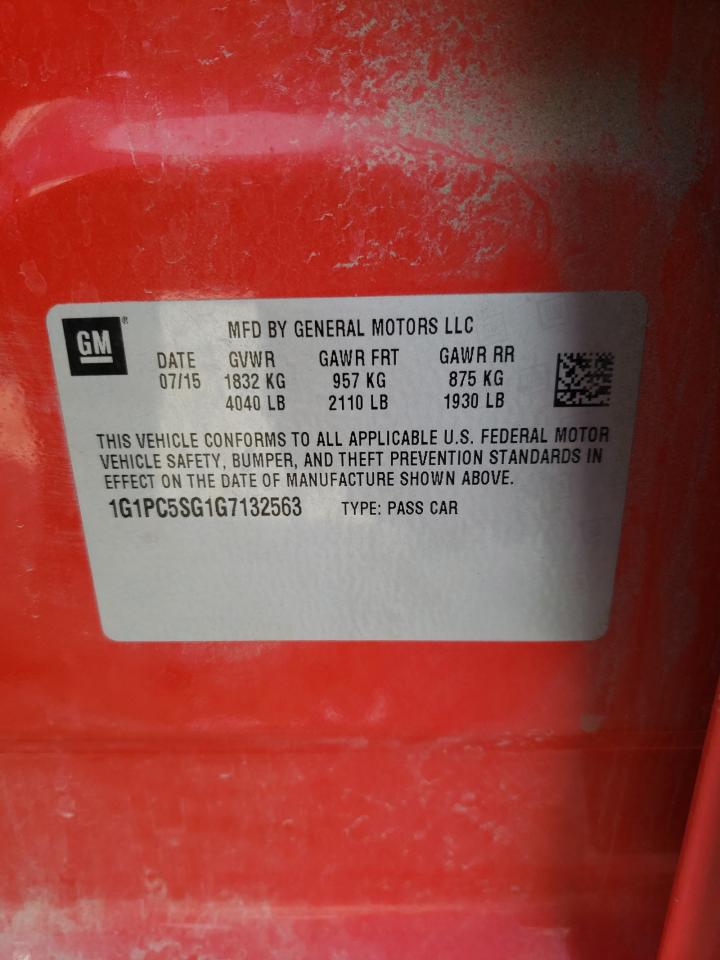 GM®
MFD BY GENERAL MOTORS LLC
DATE GVWR GAWR FRT GAWR RR
07/15 1832 KG 957 KG 875 KG
4040 LB 2110 LB 1930 LB
THIS VEHICLE CONFORMS TO ALL APPLICABLE U.S. FEDERAL MOTOR
VEHICLE SAFETY, BUMPER, AND THEFT PREVENTION STANDARDS IN
EFFECT ON THE DATE OF MANUFACTURE SHOWN ABOVE.
1G1PC5SG1G7132563 TYPE: PASS CAR